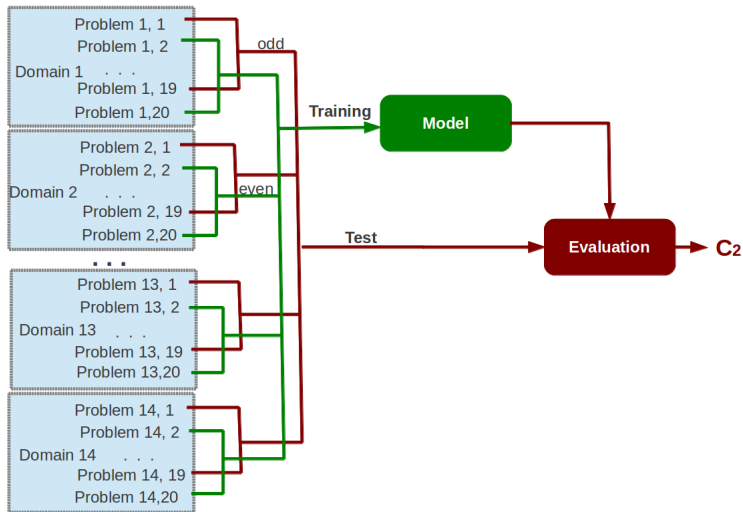 Problem 1, 1
odd
Problem 1, 2
Domain 1 . . .
Problem 1, 19
Problem 1,20
Training
Model
Problem 2, 1
Problem 2, 2
Domain 2 . . .
even
Problem 2, 19
Problem 2,20
Test
Evaluation
C2
. . .
Problem 13, 1
Problem 13, 2
Domain 13 . . .
Problem 13, 19
Problem 13,20
Problem 14, 1
Problem 14, 2
Domain 14 . . .
Problem 14, 19
Problem 14,20